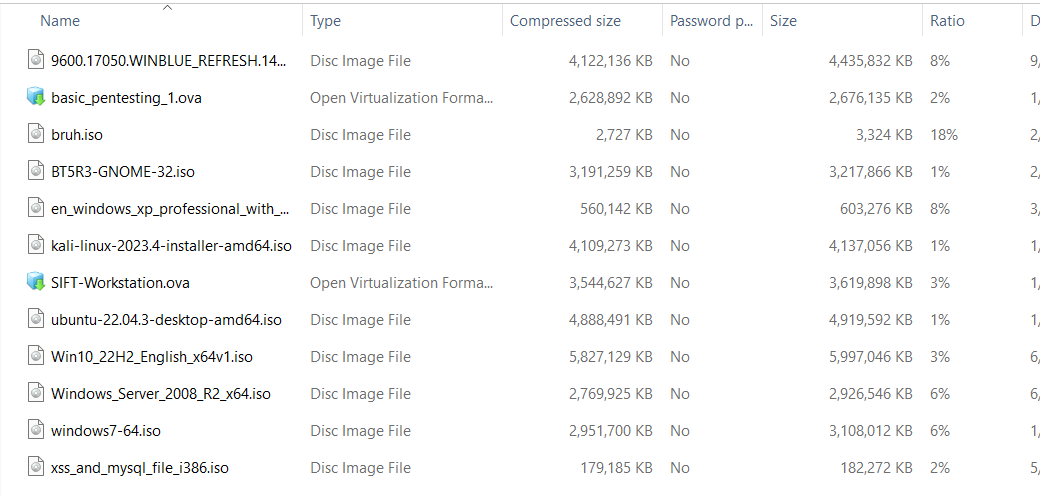 Name Type Compressed size Password p... Size Ratio D
9600.17050.WINBLUE_REFRESH.14... Disc Image File 4,122,136 KB No 4,435,832 KB 8% 9/
basic_pentesting_1.ova Open Virtualization Forma... 2,628,892 KB No 2,676,135 KB 2% 1/
bruh.iso Disc Image File 2,727 KB No 3,324 KB 18% 2/
BT5R3-GNOME-32.iso Disc Image File 3,191,259 KB No 3,217,866 KB 1% 2/
en_windows_xp_professional_with_... Disc Image File 560,142 KB No 603,276 KB 8% 3/
kali-linux-2023.4-installer-amd64.iso Disc Image File 4,109,273 KB No 4,137,056 KB 1% 1/
SIFT-Workstation.ova Open Virtualization Forma... 3,544,627 KB No 3,619,898 KB 3% 1/
ubuntu-22.04.3-desktop-amd64.iso Disc Image File 4,888,491 KB No 4,919,592 KB 1% 1/
Win10_22H2_English_x64v1.iso Disc Image File 5,827,129 KB No 5,997,046 KB 3% 6/
Windows_Server_2008_R2_x64.iso Disc Image File 2,769,925 KB No 2,926,546 KB 6% 6/
windows7-64.iso Disc Image File 2,951,700 KB No 3,108,012 KB 6% 1/
xss_and_mysql_file_i386.iso Disc Image File 179,185 KB No 182,272 KB 2% 5/